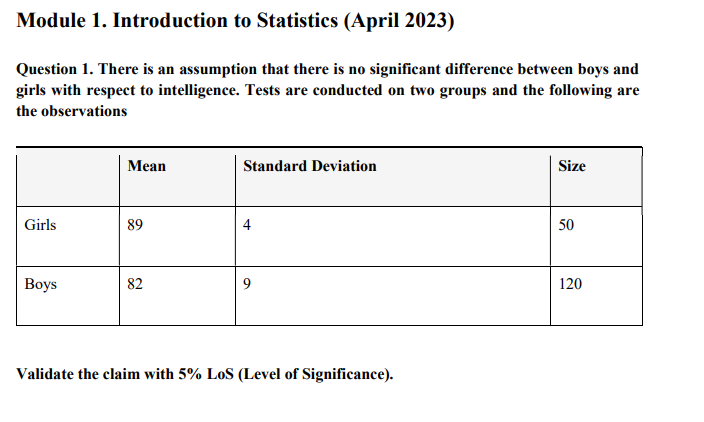 Module 1. Introduction to Statistics (April 2023)
Question 1. There is an assumption that there is no significant difference between boys and
girls with respect to intelligence. Tests are conducted on two groups and the following are
the observations
Mean Standard Deviation Size
Girls 89 4 50
Boys 82 9 120
Validate the claim with 5% LoS (Level of Significance).